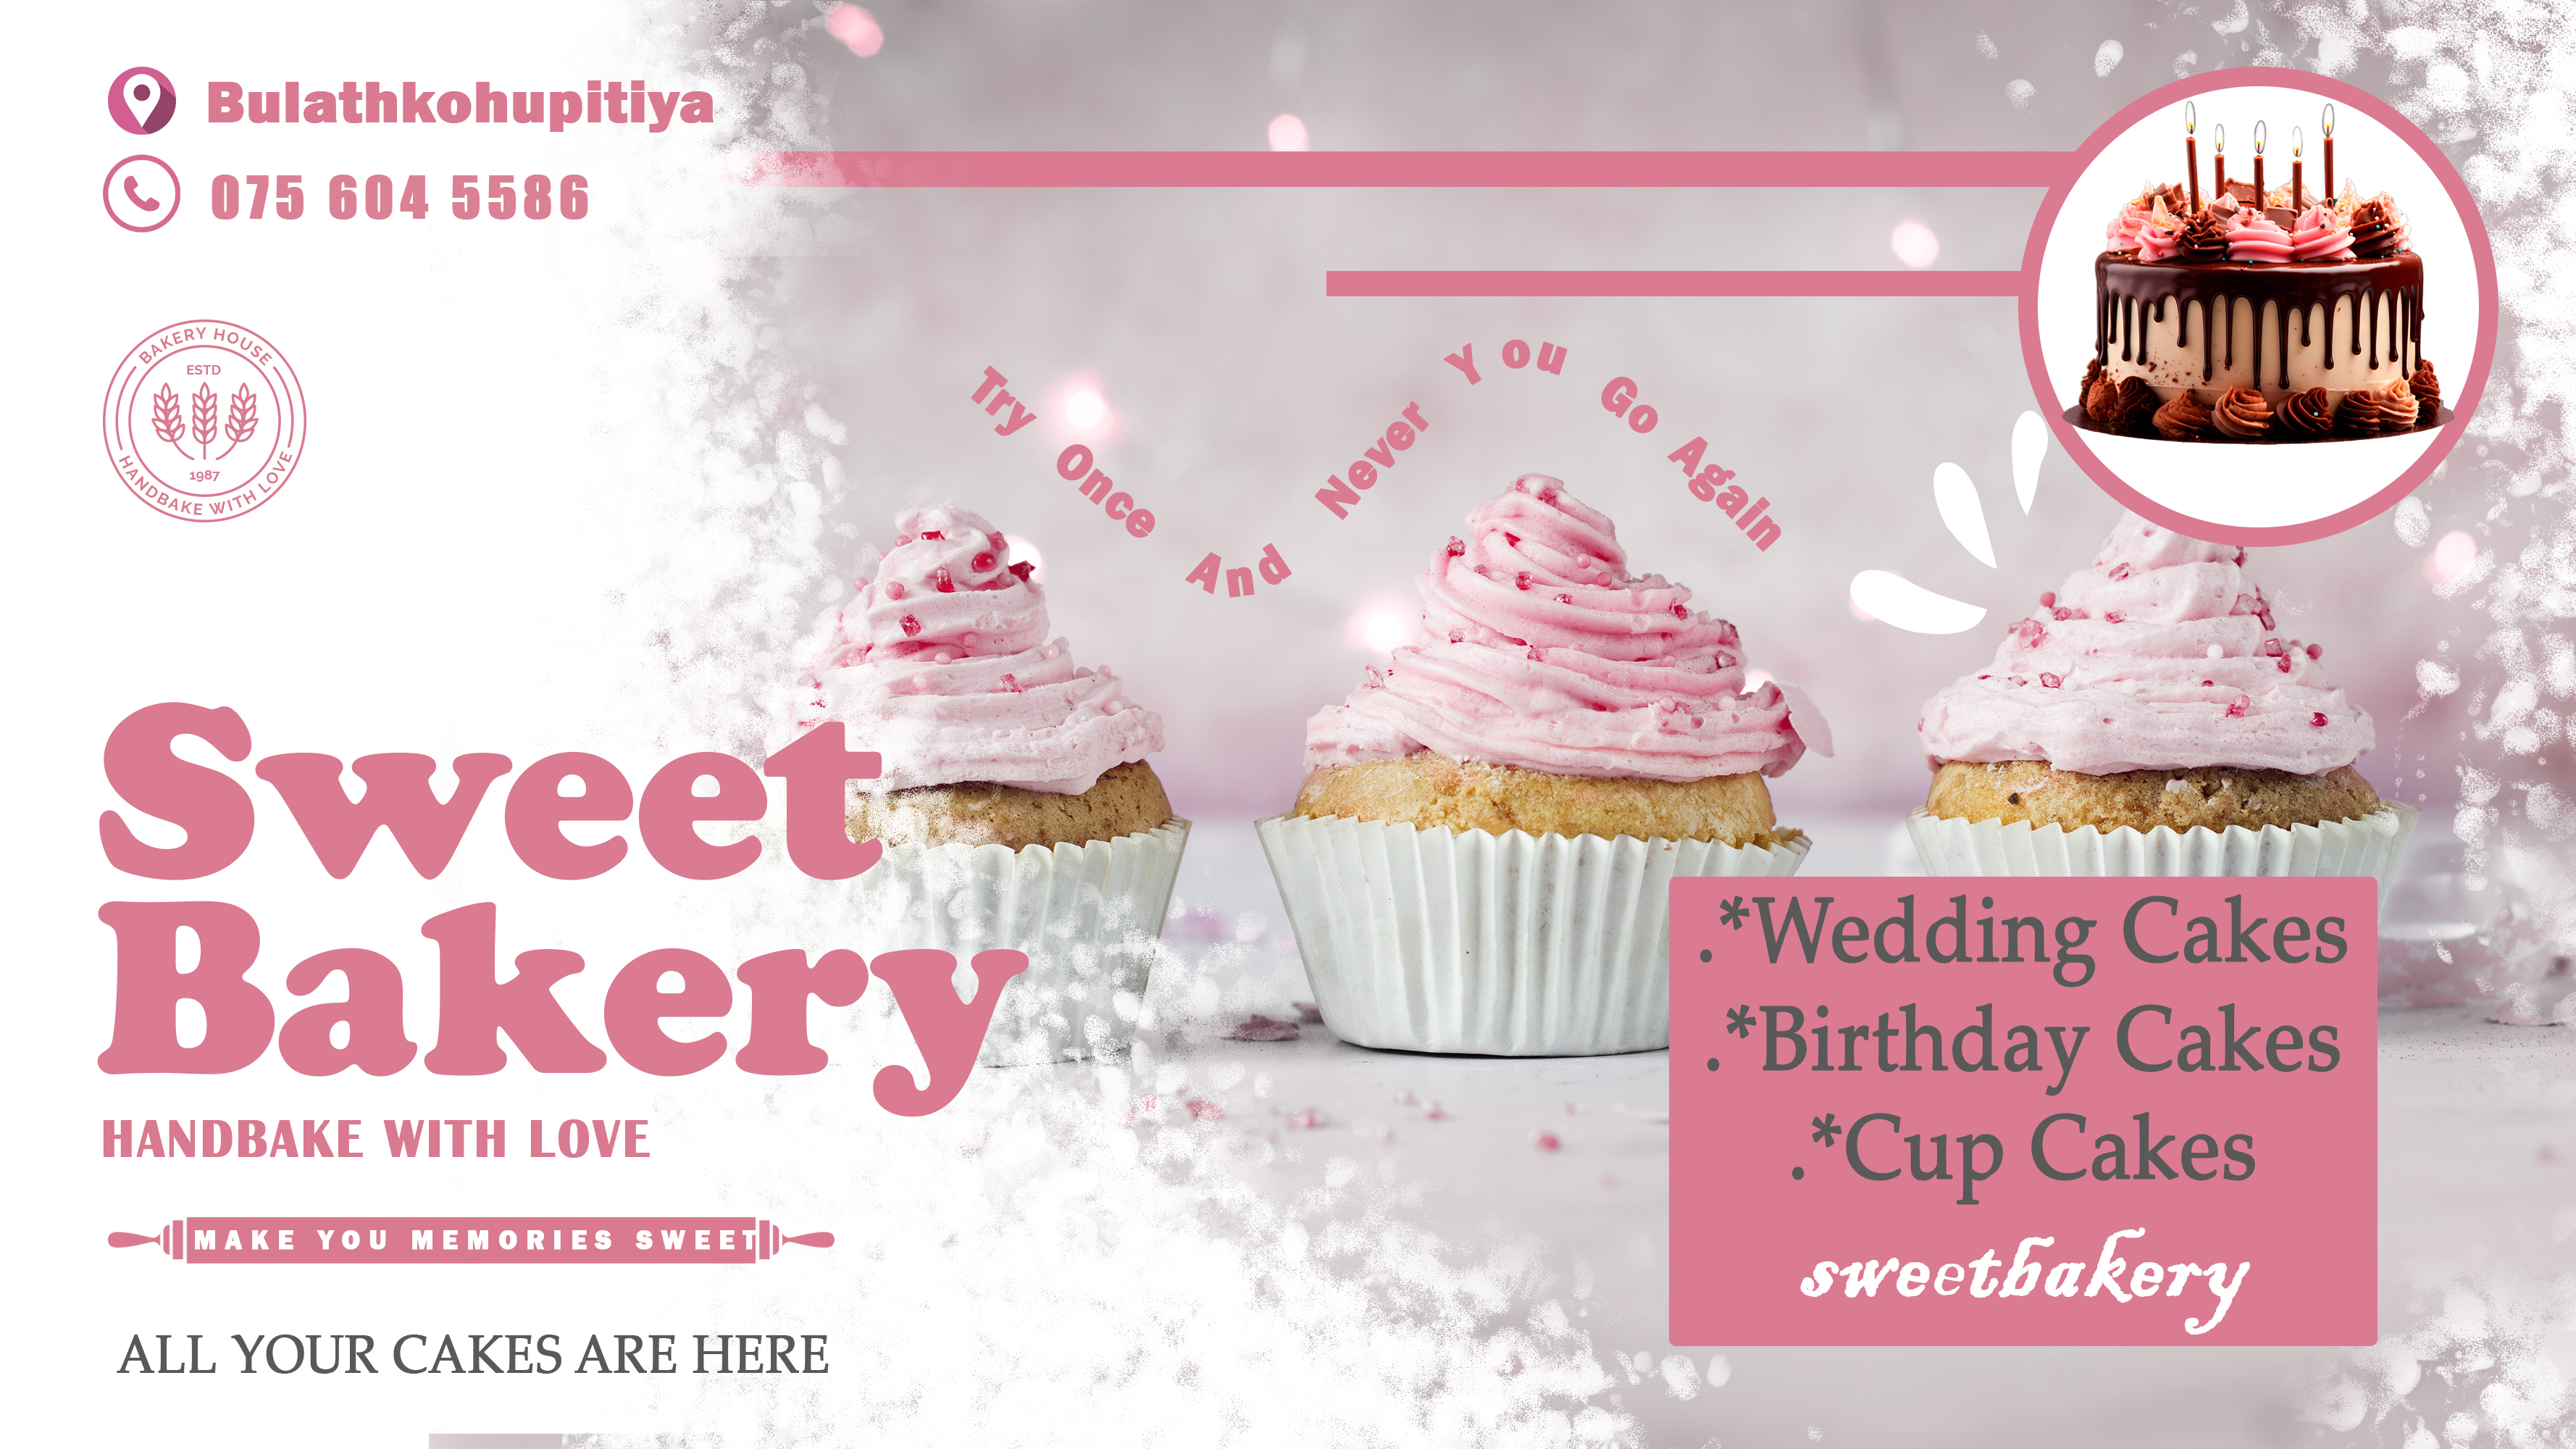 Bulathkohupitiya
075 604 5586
BAKERY HOUSE
ESTD
1987
HANDBAKE WITH LOVE
Try Once And Never You Go Again
Sweet
Bakery
HANDBAKE WITH LOVE
MAKE YOU MEMORIES SWEET
ALL YOUR CAKES ARE HERE
.*Wedding Cakes
.*Birthday Cakes
.*Cup Cakes
sweetbakery